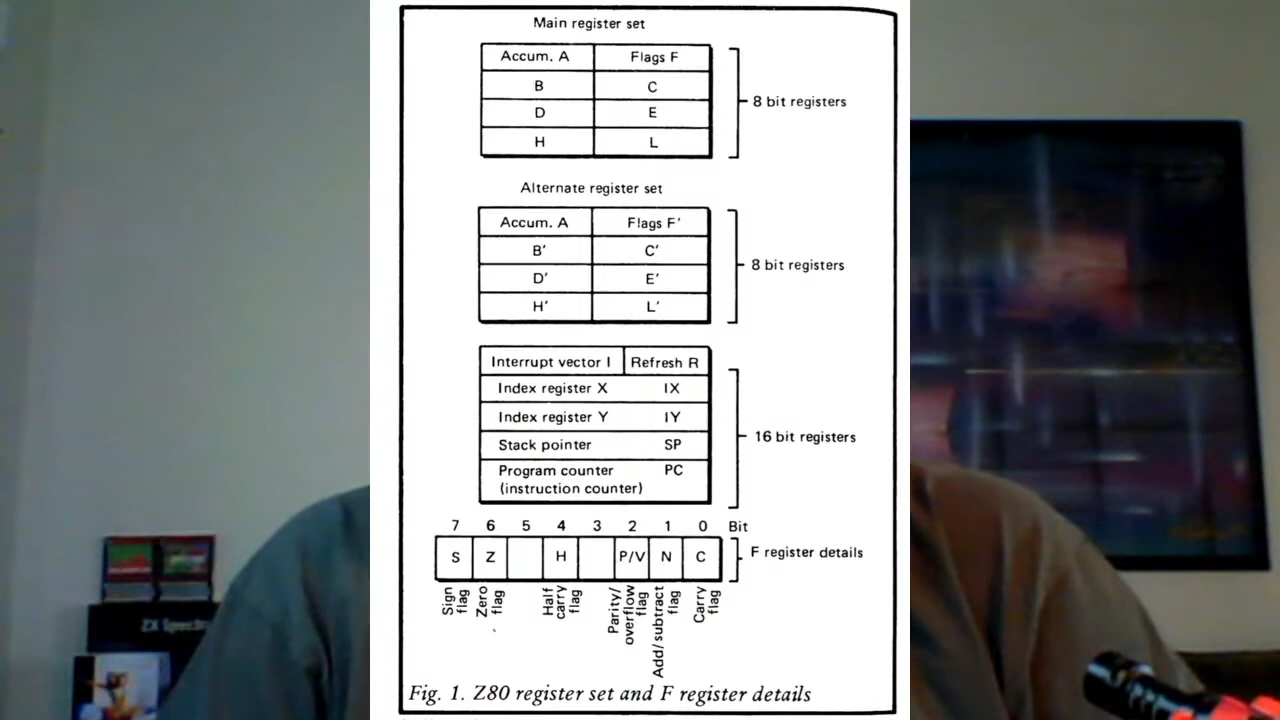 Main register set
Accum. A Flags F
B C
D E
H L
8 bit registers
Alternate register set
Accum. A Flags F′
B′ C′
D′ E′
H′ L′
8 bit registers
Interrupt vector I Refresh R
Index register X IX
Index register Y IY
Stack pointer SP
Program counter PC
(instruction counter)
16 bit registers
7 6 5 4 3 2 1 0 Bit
S Z H P/V N C
F register details
Sign
flag
Zero
flag
Half
carry
flag
Parity/
overflow
flag
Add/subtract
flag
Carry
flag
Fig. 1. Z80 register set and F register details
ZX Spectr